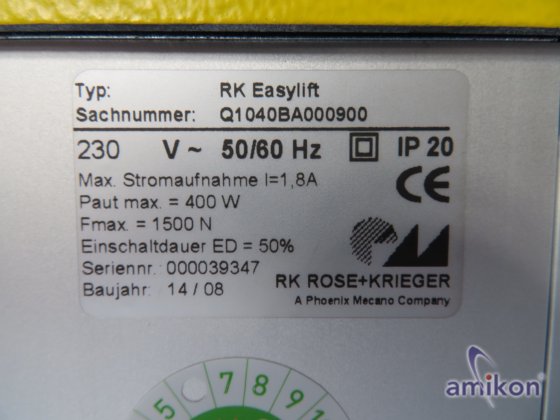 Typ: RK Easylift
Sachnummer: Q1040BA000900
230 V ~ 50/60 Hz IP 20
Max. Stromaufnahme I=1,8A
Paut max. = 400 W
Fmax. = 1500 N
Einschaltdauer ED = 50%
Seriennr. 000039347
Baujahr: 14 / 08
CE
RK ROSE+KRIEGER
A Phoenix Mecano Company
5 7 8 9
amikon